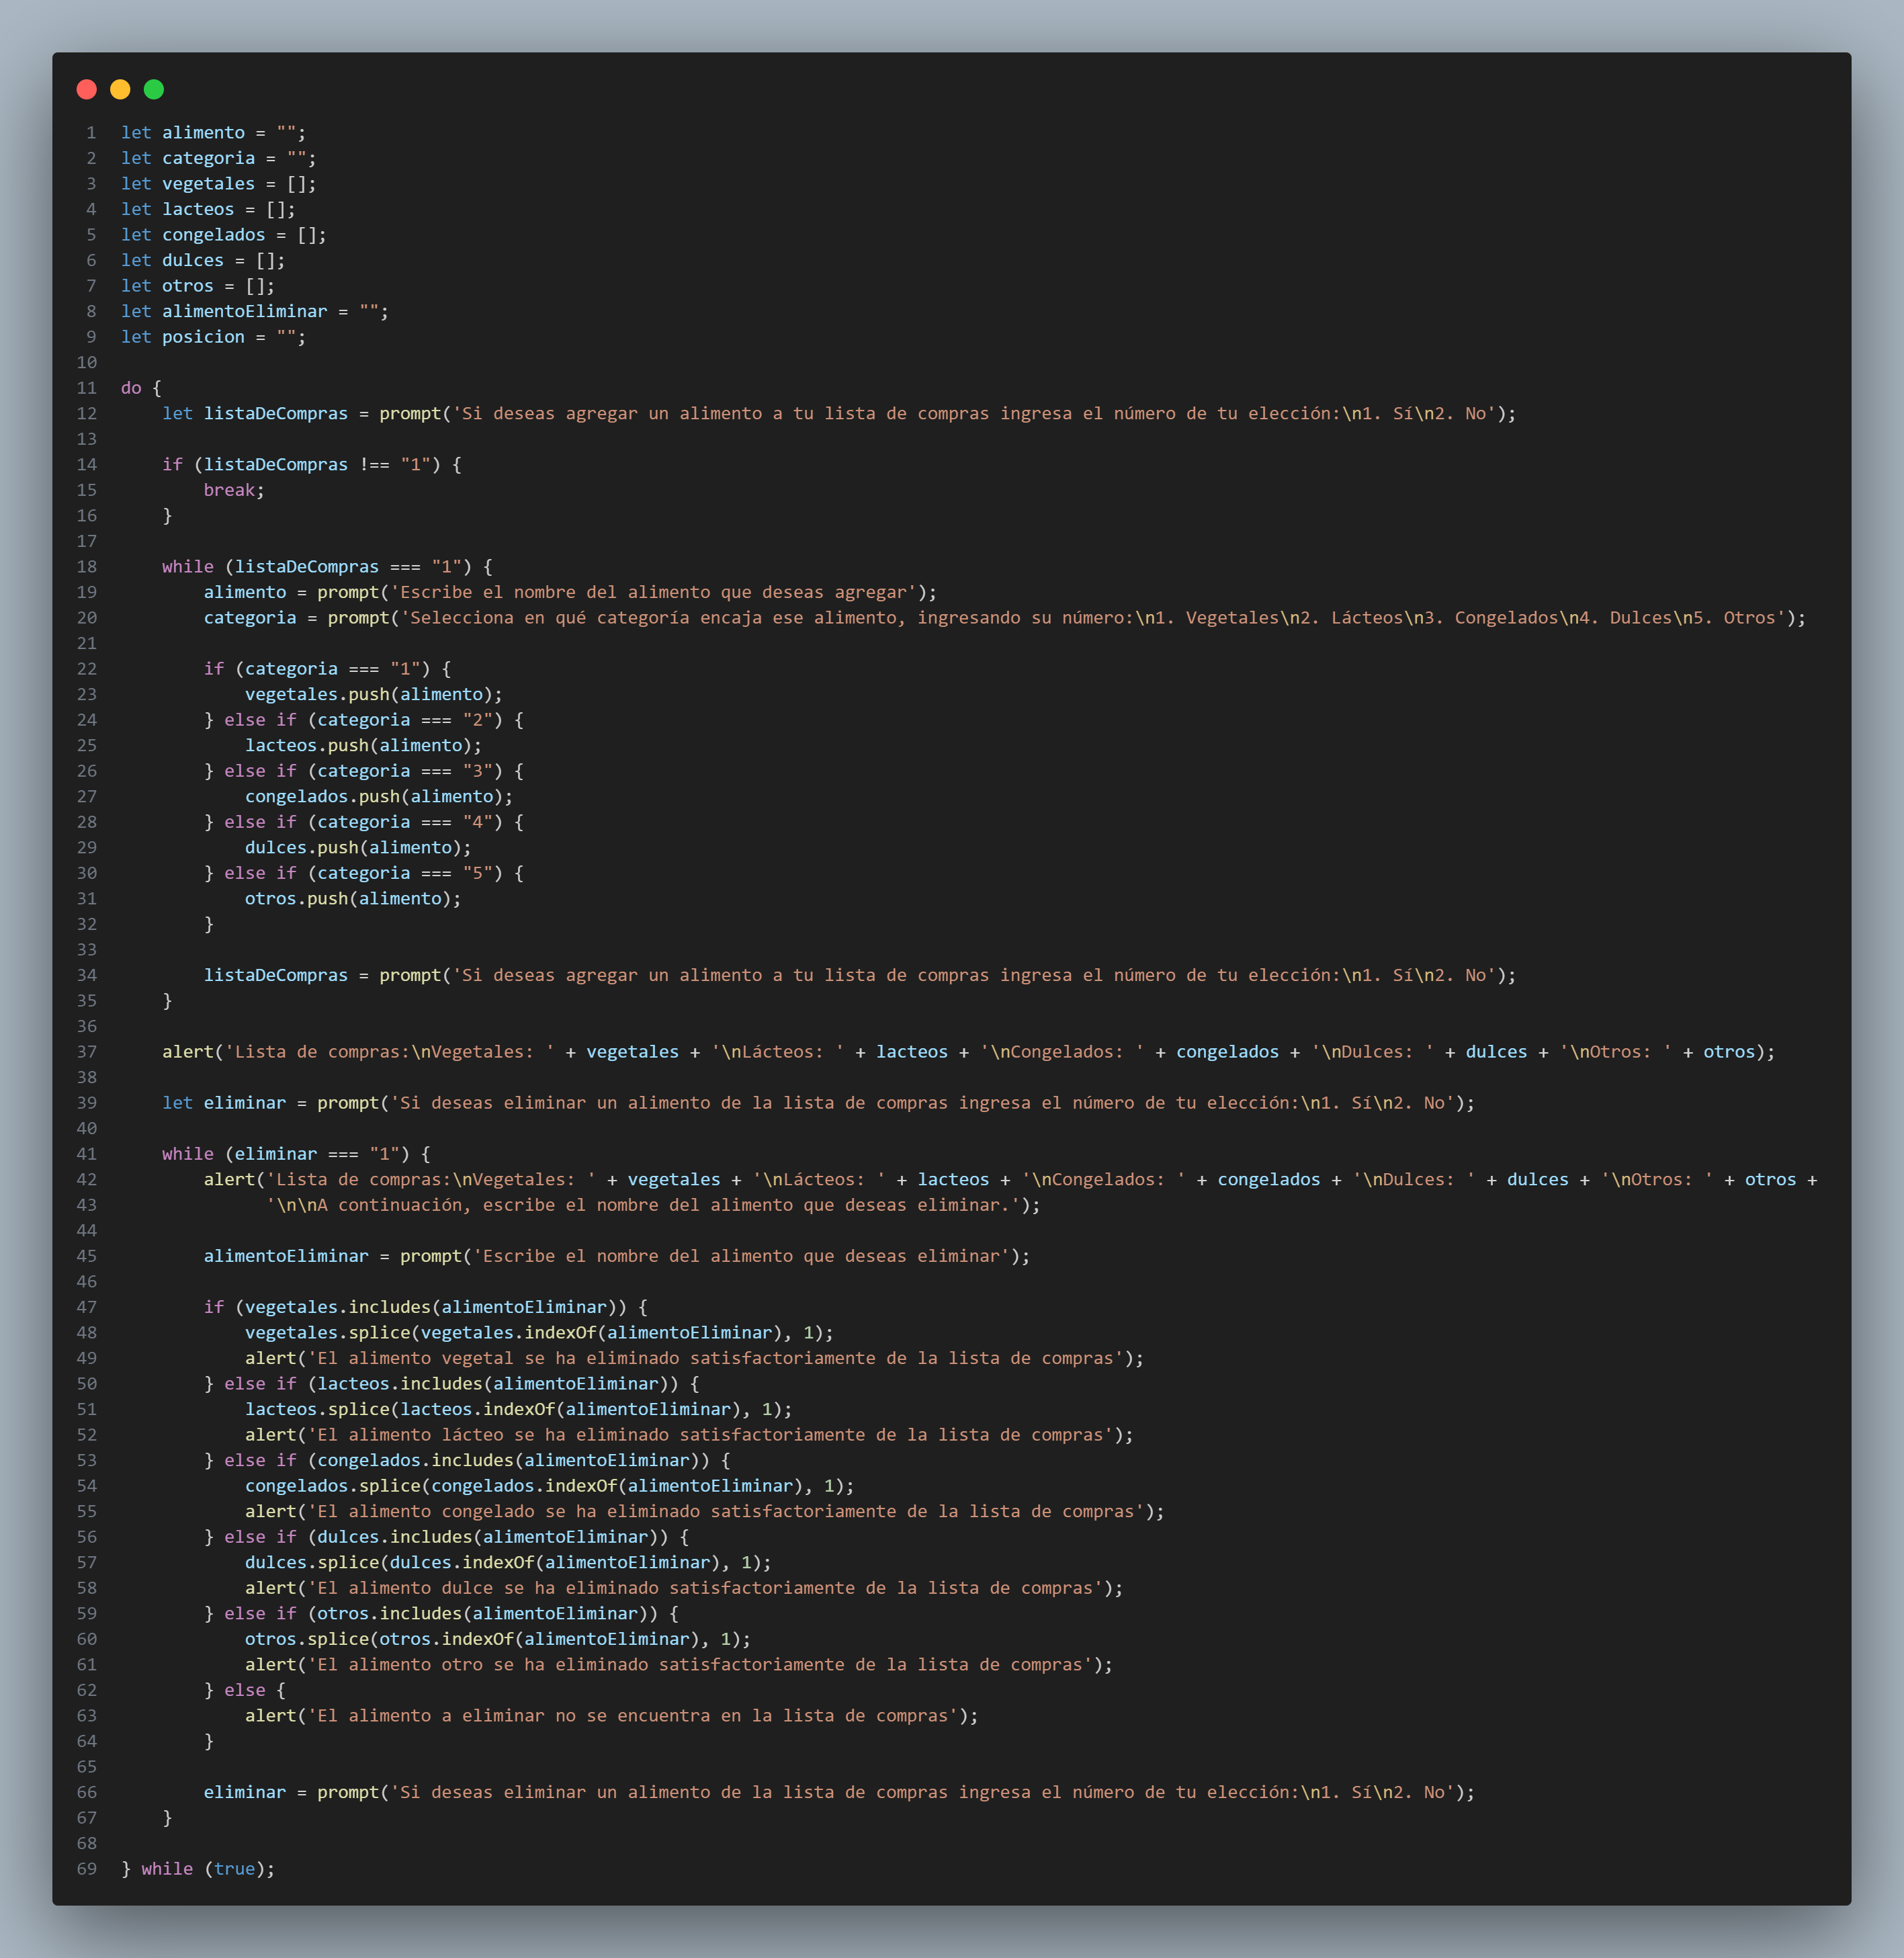 1 let alimento = "";
2 let categoria = "";
3 let vegetales = [];
4 let lacteos = [];
5 let congelados = [];
6 let dulces = [];
7 let otros = [];
8 let alimentoEliminar = "";
9 let posicion = "";
10
11 do {
12     let listaDeCompras = prompt('Si deseas agregar un alimento a tu lista de compras ingresa el número de tu elección:\n1. Sí\n2. No');
13
14     if (listaDeCompras !== "1") {
15         break;
16     }
17
18     while (listaDeCompras === "1") {
19         alimento = prompt('Escribe el nombre del alimento que deseas agregar');
20         categoria = prompt('Selecciona en qué categoría encaja ese alimento, ingresando su número:\n1. Vegetales\n2. Lácteos\n3. Congelados\n4. Dulces\n5. Otros');
21
22         if (categoria === "1") {
23             vegetales.push(alimento);
24         } else if (categoria === "2") {
25             lacteos.push(alimento);
26         } else if (categoria === "3") {
27             congelados.push(alimento);
28         } else if (categoria === "4") {
29             dulces.push(alimento);
30         } else if (categoria === "5") {
31             otros.push(alimento);
32         }
33
34         listaDeCompras = prompt('Si deseas agregar un alimento a tu lista de compras ingresa el número de tu elección:\n1. Sí\n2. No');
35     }
36
37     alert('Lista de compras:\nVegetales: ' + vegetales + '\nLácteos: ' + lacteos + '\nCongelados: ' + congelados + '\nDulces: ' + dulces + '\nOtros: ' + otros);
38
39     let eliminar = prompt('Si deseas eliminar un alimento de la lista de compras ingresa el número de tu elección:\n1. Sí\n2. No');
40
41     while (eliminar === "1") {
42         alert('Lista de compras:\nVegetales: ' + vegetales + '\nLácteos: ' + lacteos + '\nCongelados: ' + congelados + '\nDulces: ' + dulces + '\nOtros: ' + otros +
43               '\n\nA continuación, escribe el nombre del alimento que deseas eliminar.');
44
45         alimentoEliminar = prompt('Escribe el nombre del alimento que deseas eliminar');
46
47         if (vegetales.includes(alimentoEliminar)) {
48             vegetales.splice(vegetales.indexOf(alimentoEliminar), 1);
49             alert('El alimento vegetal se ha eliminado satisfactoriamente de la lista de compras');
50         } else if (lacteos.includes(alimentoEliminar)) {
51             lacteos.splice(lacteos.indexOf(alimentoEliminar), 1);
52             alert('El alimento lácteo se ha eliminado satisfactoriamente de la lista de compras');
53         } else if (congelados.includes(alimentoEliminar)) {
54             congelados.splice(congelados.indexOf(alimentoEliminar), 1);
55             alert('El alimento congelado se ha eliminado satisfactoriamente de la lista de compras');
56         } else if (dulces.includes(alimentoEliminar)) {
57             dulces.splice(dulces.indexOf(alimentoEliminar), 1);
58             alert('El alimento dulce se ha eliminado satisfactoriamente de la lista de compras');
59         } else if (otros.includes(alimentoEliminar)) {
60             otros.splice(otros.indexOf(alimentoEliminar), 1);
61             alert('El alimento otro se ha eliminado satisfactoriamente de la lista de compras');
62         } else {
63             alert('El alimento a eliminar no se encuentra en la lista de compras');
64         }
65
66         eliminar = prompt('Si deseas eliminar un alimento de la lista de compras ingresa el número de tu elección:\n1. Sí\n2. No');
67     }
68
69 } while (true);